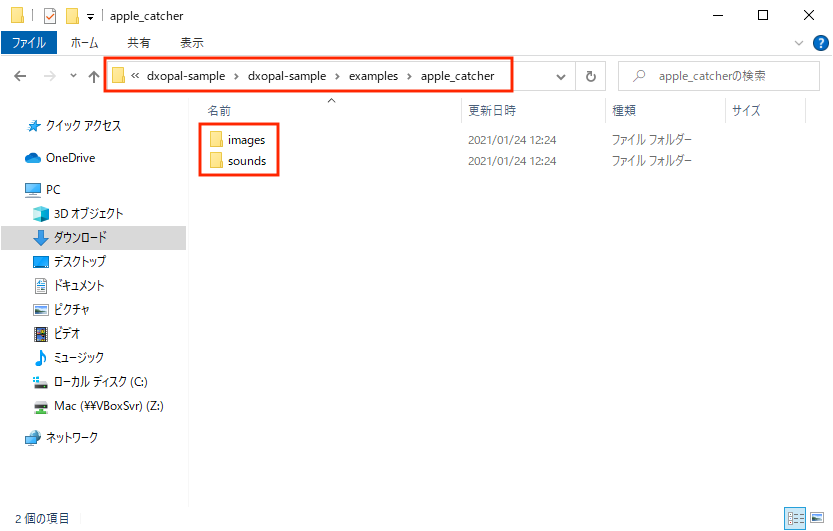 apple_catcher
ファイル ホーム 共有 表示
« dxopal-sample › dxopal-sample › examples › apple_catcher
apple_catcherの検索
名前 更新日時 種類 サイズ
images 2021/01/24 12:24 ファイル フォルダー
sounds 2021/01/24 12:24 ファイル フォルダー
クイック アクセス
OneDrive
PC
3D オブジェクト
ダウンロード
デスクトップ
ドキュメント
ピクチャ
ビデオ
ミュージック
ローカル ディスク (C:)
Mac (¥¥VBoxSvr) (Z:)
ネットワーク
2 個の項目